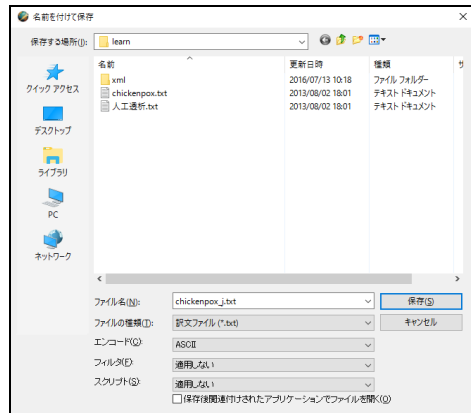 名前を付けて保存
保存する場所(I):
learn
クイック アクセス
デスクトップ
ライブラリ
PC
ネットワーク
名前 更新日時 種類 サ
xml 2016/07/13 10:18 ファイル フォルダー
chickenpox.txt 2013/08/02 18:01 テキスト ドキュメント
人工透析.txt 2013/08/02 18:01 テキスト ドキュメント
ファイル名(N): chickenpox_j.txt 保存(S)
ファイルの種類(T): 訳文ファイル (*.txt) キャンセル
エンコード(C): ASCII
フィルタ(F): 適用しない
スクリプト(S): 適用しない
保存後関連付けされたアプリケーションでファイルを開く(O)